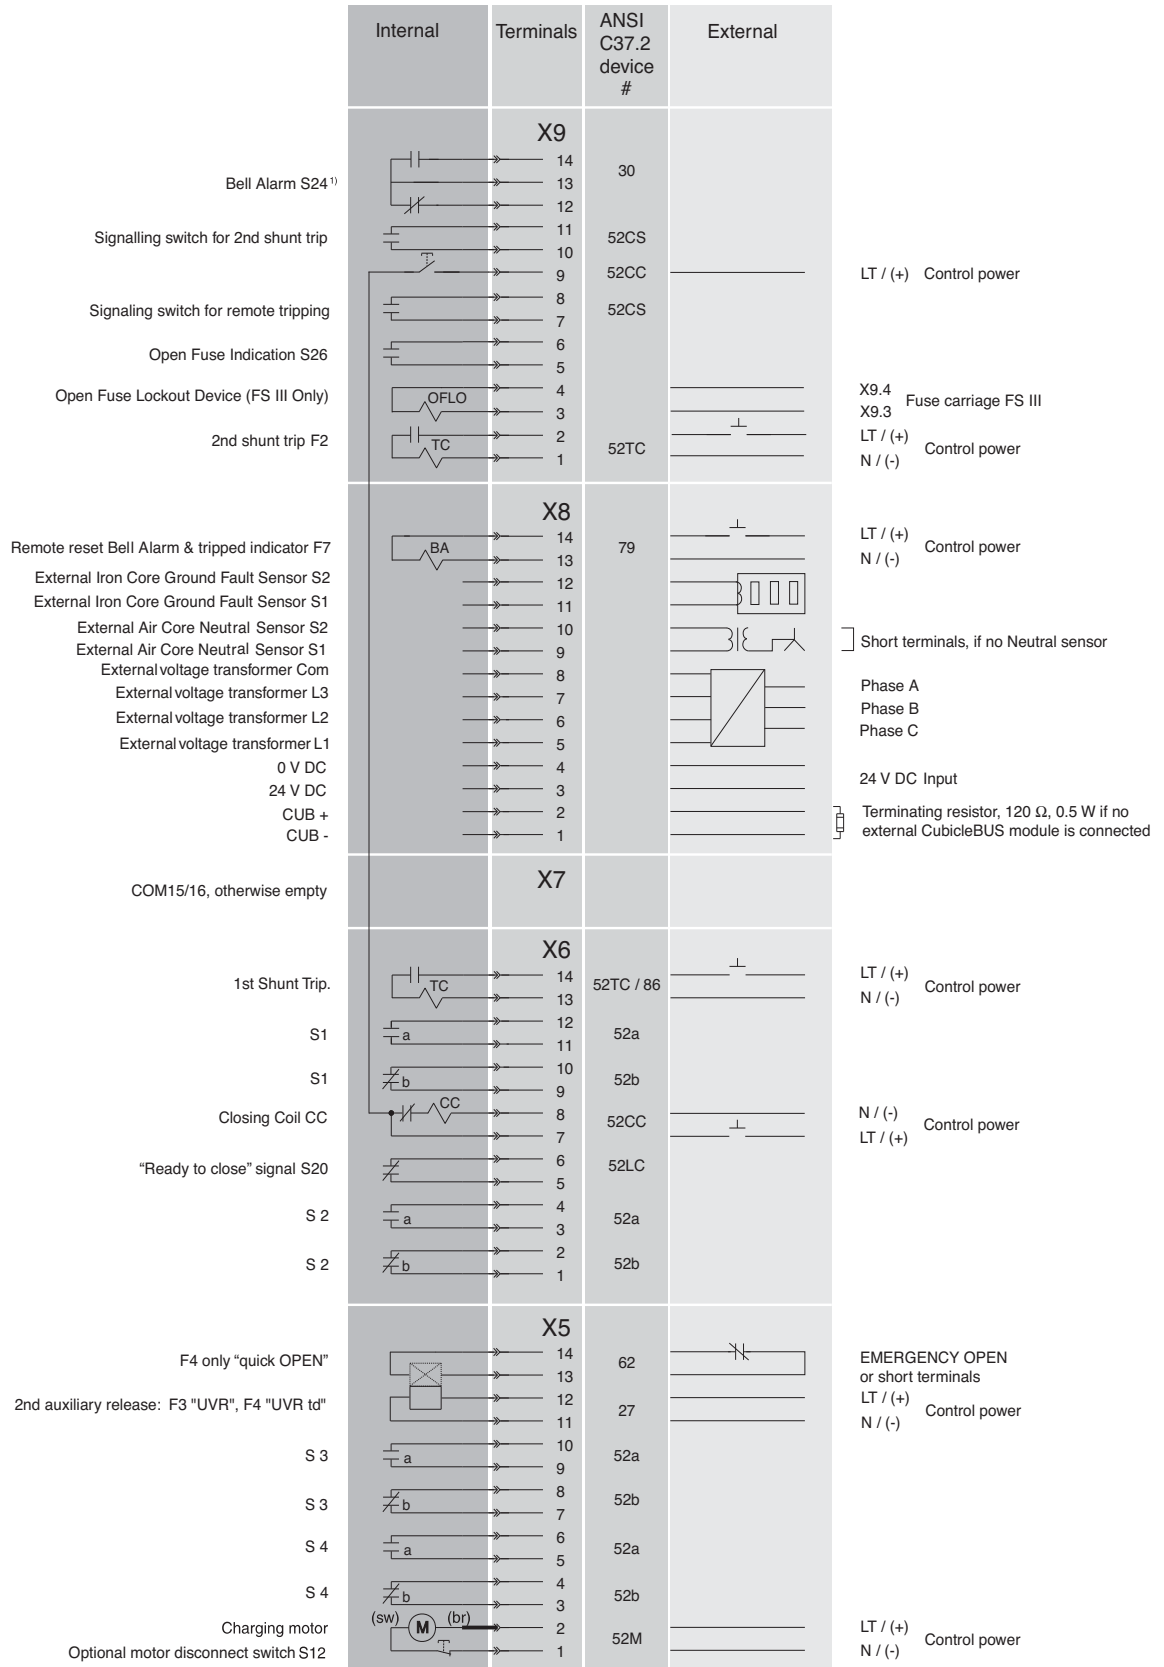 Internal Terminals ANSI C37.2 device # External
X9
Bell Alarm S24 1) 14 13 12 30
Signalling switch for 2nd shunt trip 11 10 52CS
9 52CC LT / (+) Control power
Signaling switch for remote tripping 8 7 52CS
Open Fuse Indication S26 6 5
Open Fuse Lockout Device (FS III Only) OFLO 4 3 X9.4 X9.3 Fuse carriage FS III
2nd shunt trip F2 TC 2 1 52TC LT / (+) N / (-) Control power
X8
Remote reset Bell Alarm & tripped indicator F7 BA 14 13 79 LT / (+) N / (-) Control power
External Iron Core Ground Fault Sensor S2 12
External Iron Core Ground Fault Sensor S1 11
External Air Core Neutral Sensor S2 10
External Air Core Neutral Sensor S1 9
Short terminals, if no Neutral sensor
External voltage transformer Com 8
External voltage transformer L3 7 Phase A
External voltage transformer L2 6 Phase B
External voltage transformer L1 5 Phase C
0 V DC 4
24 V DC 3
24 V DC Input
CUB + 2
CUB - 1
Terminating resistor, 120 Ω, 0.5 W if no
external CubicleBUS module is connected
X7
COM15/16, otherwise empty
X6
1st Shunt Trip. TC 14 13 52TC / 86 LT / (+) N / (-) Control power
S1 a 12 11 52a
S1 b 10 9 52b
Closing Coil CC CC 8 7 52CC N / (-) LT / (+) Control power
“Ready to close” signal S20 6 5 52LC
S 2 a 4 3 52a
S 2 b 2 1 52b
X5
F4 only “quick OPEN” 14 13 62 EMERGENCY OPEN
or short terminals
2nd auxiliary release: F3 "UVR", F4 "UVR td" 12 11 27 LT / (+) N / (-) Control power
S 3 a 10 9 52a
S 3 b 8 7 52b
S 4 a 6 5 52a
S 4 b 4 3 52b
Charging motor (sw) M (br) 2 52M LT / (+) Control power
Optional motor disconnect switch S12 1 N / (-)